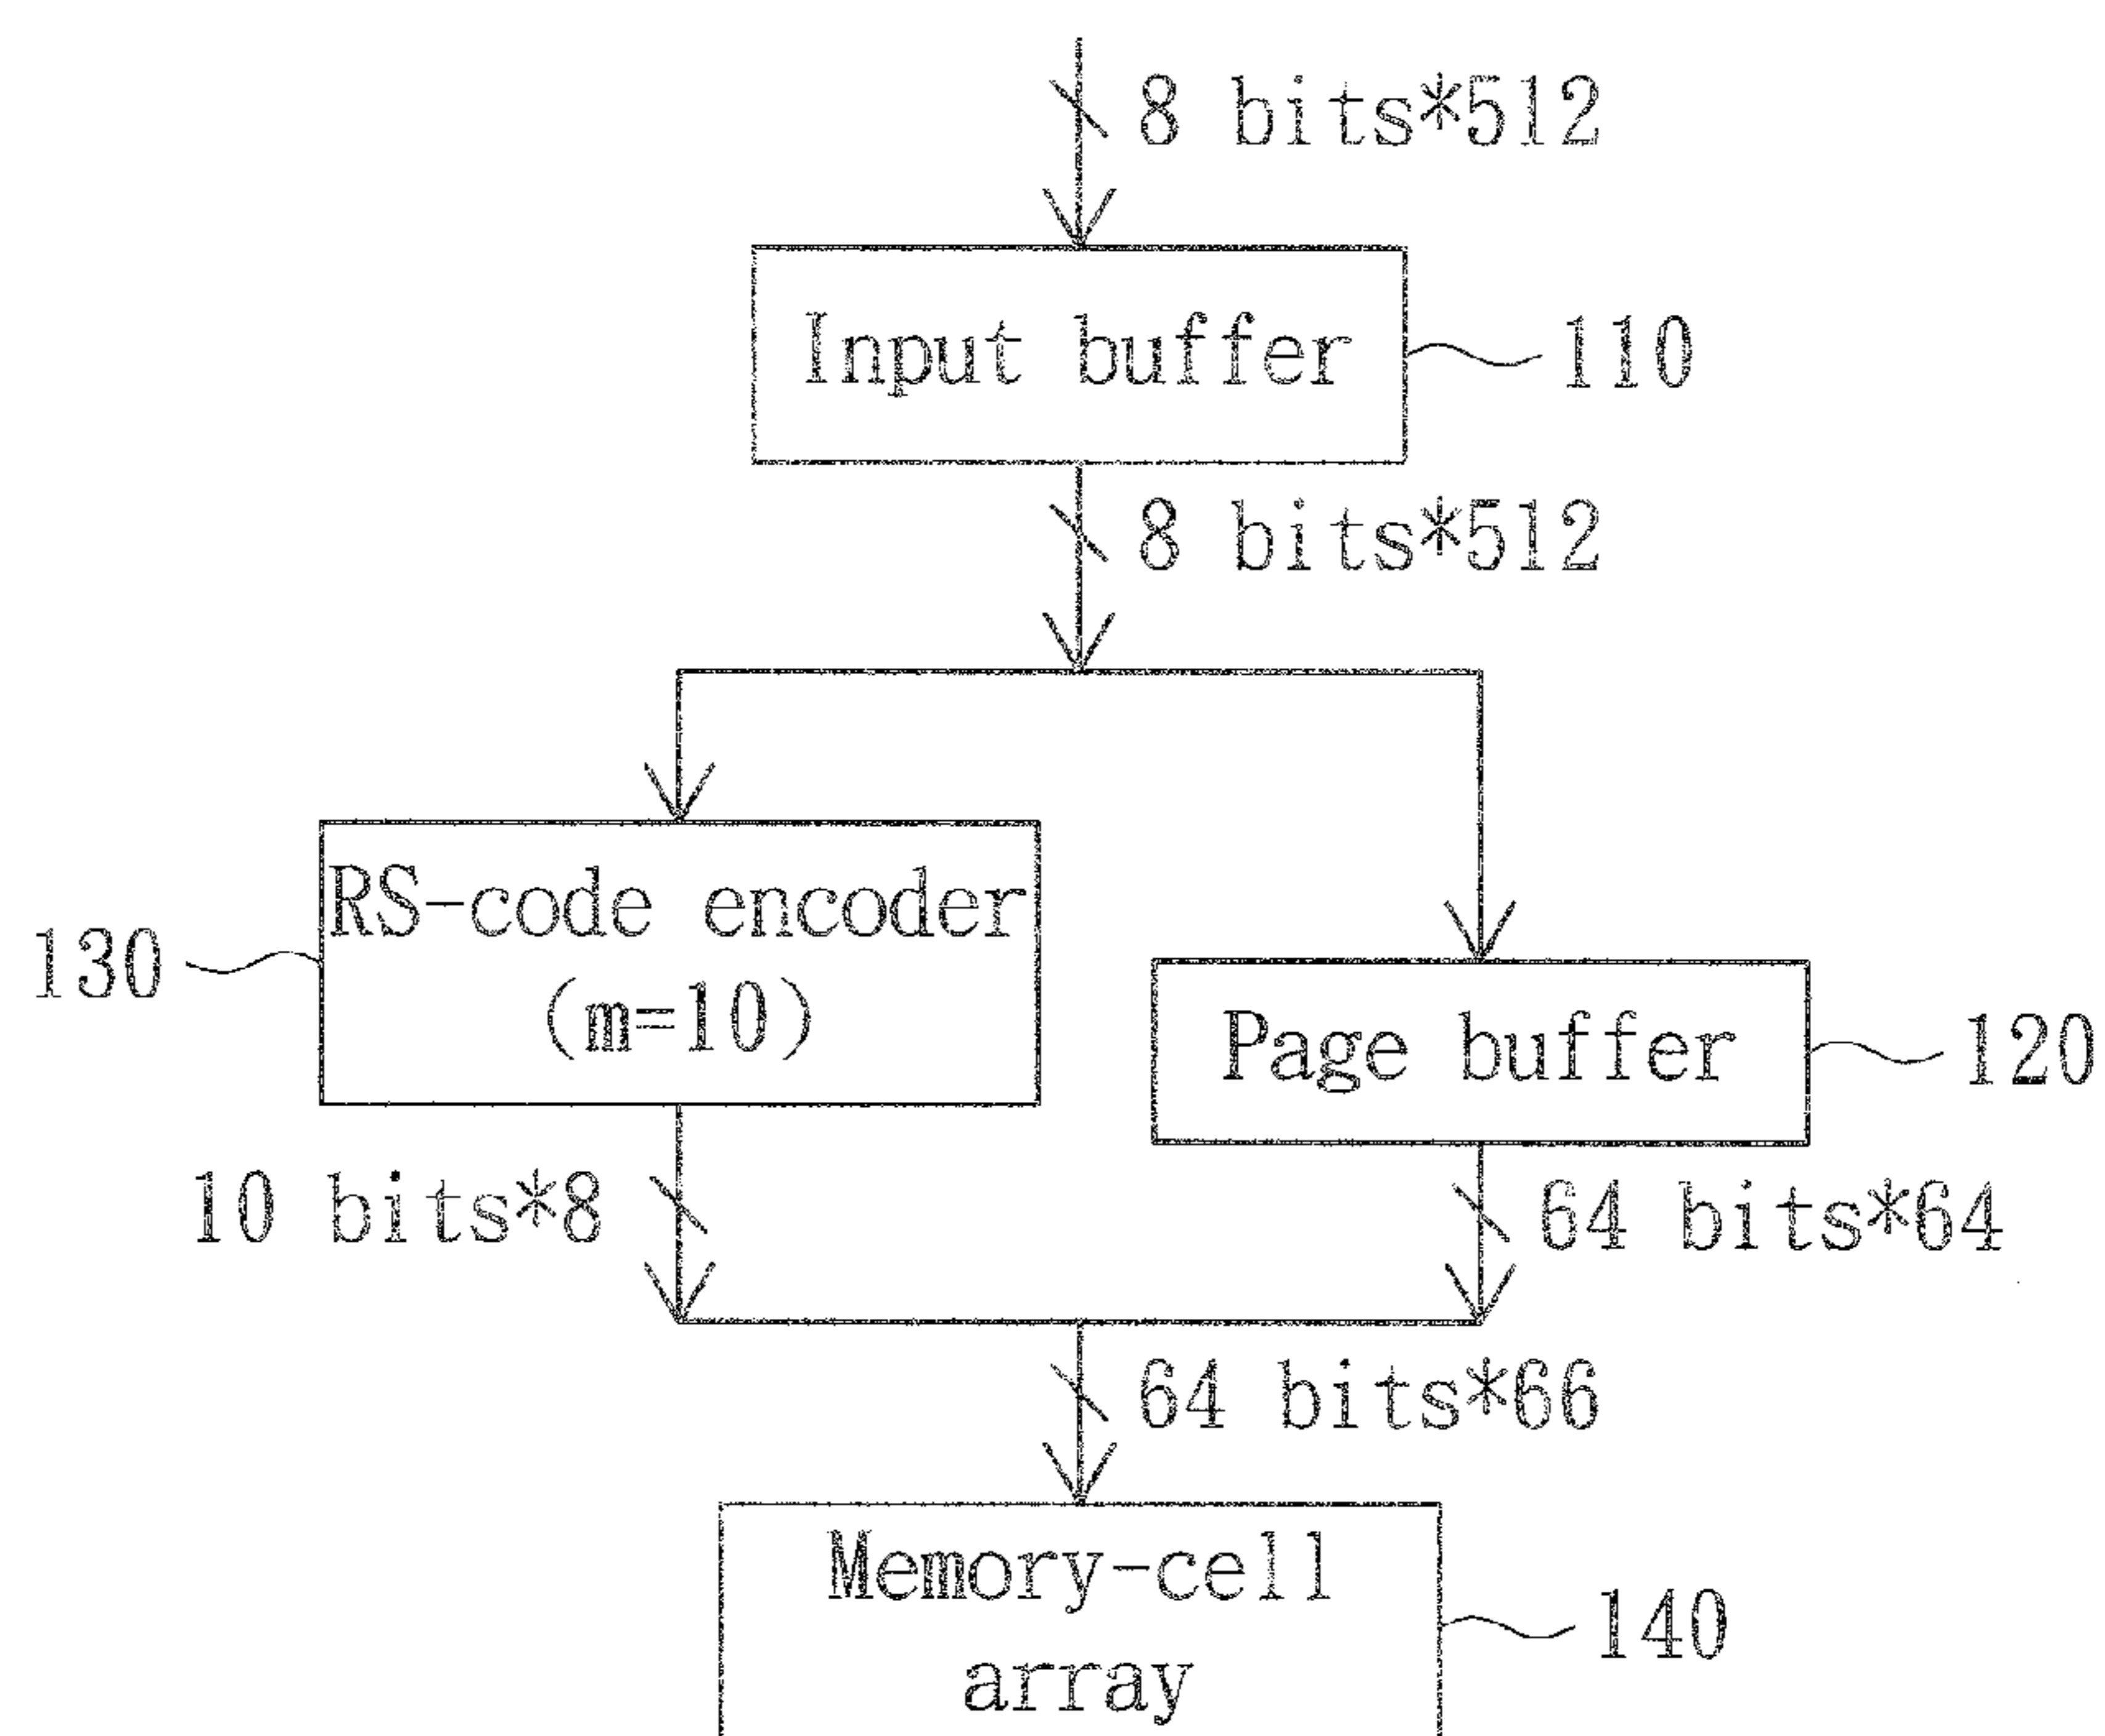 8 bits*512
Input buffer
110
8 bits*512
RS-code encoder
(m=10)
130
Page buffer
120
10 bits*8
64 bits*64
64 bits*66
Memory-cell
array
140